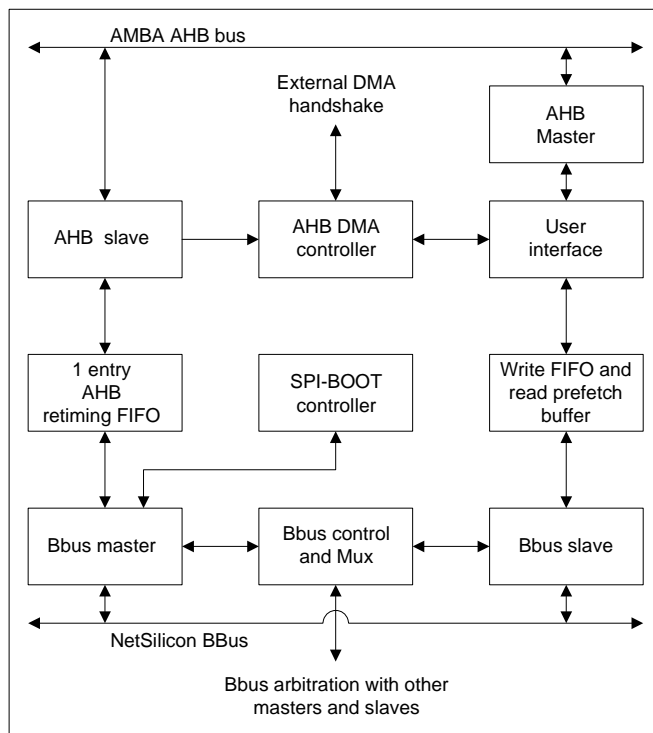 AMBA AHB bus
External DMA
handshake
AHB
Master
AHB slave
AHB DMA
controller
User
interface
1 entry
AHB
retiming FIFO
SPI-BOOT
controller
Write FIFO and
read prefetch
buffer
Bbus master
Bbus control
and Mux
Bbus slave
NetSilicon BBus
Bbus arbitration with other
masters and slaves